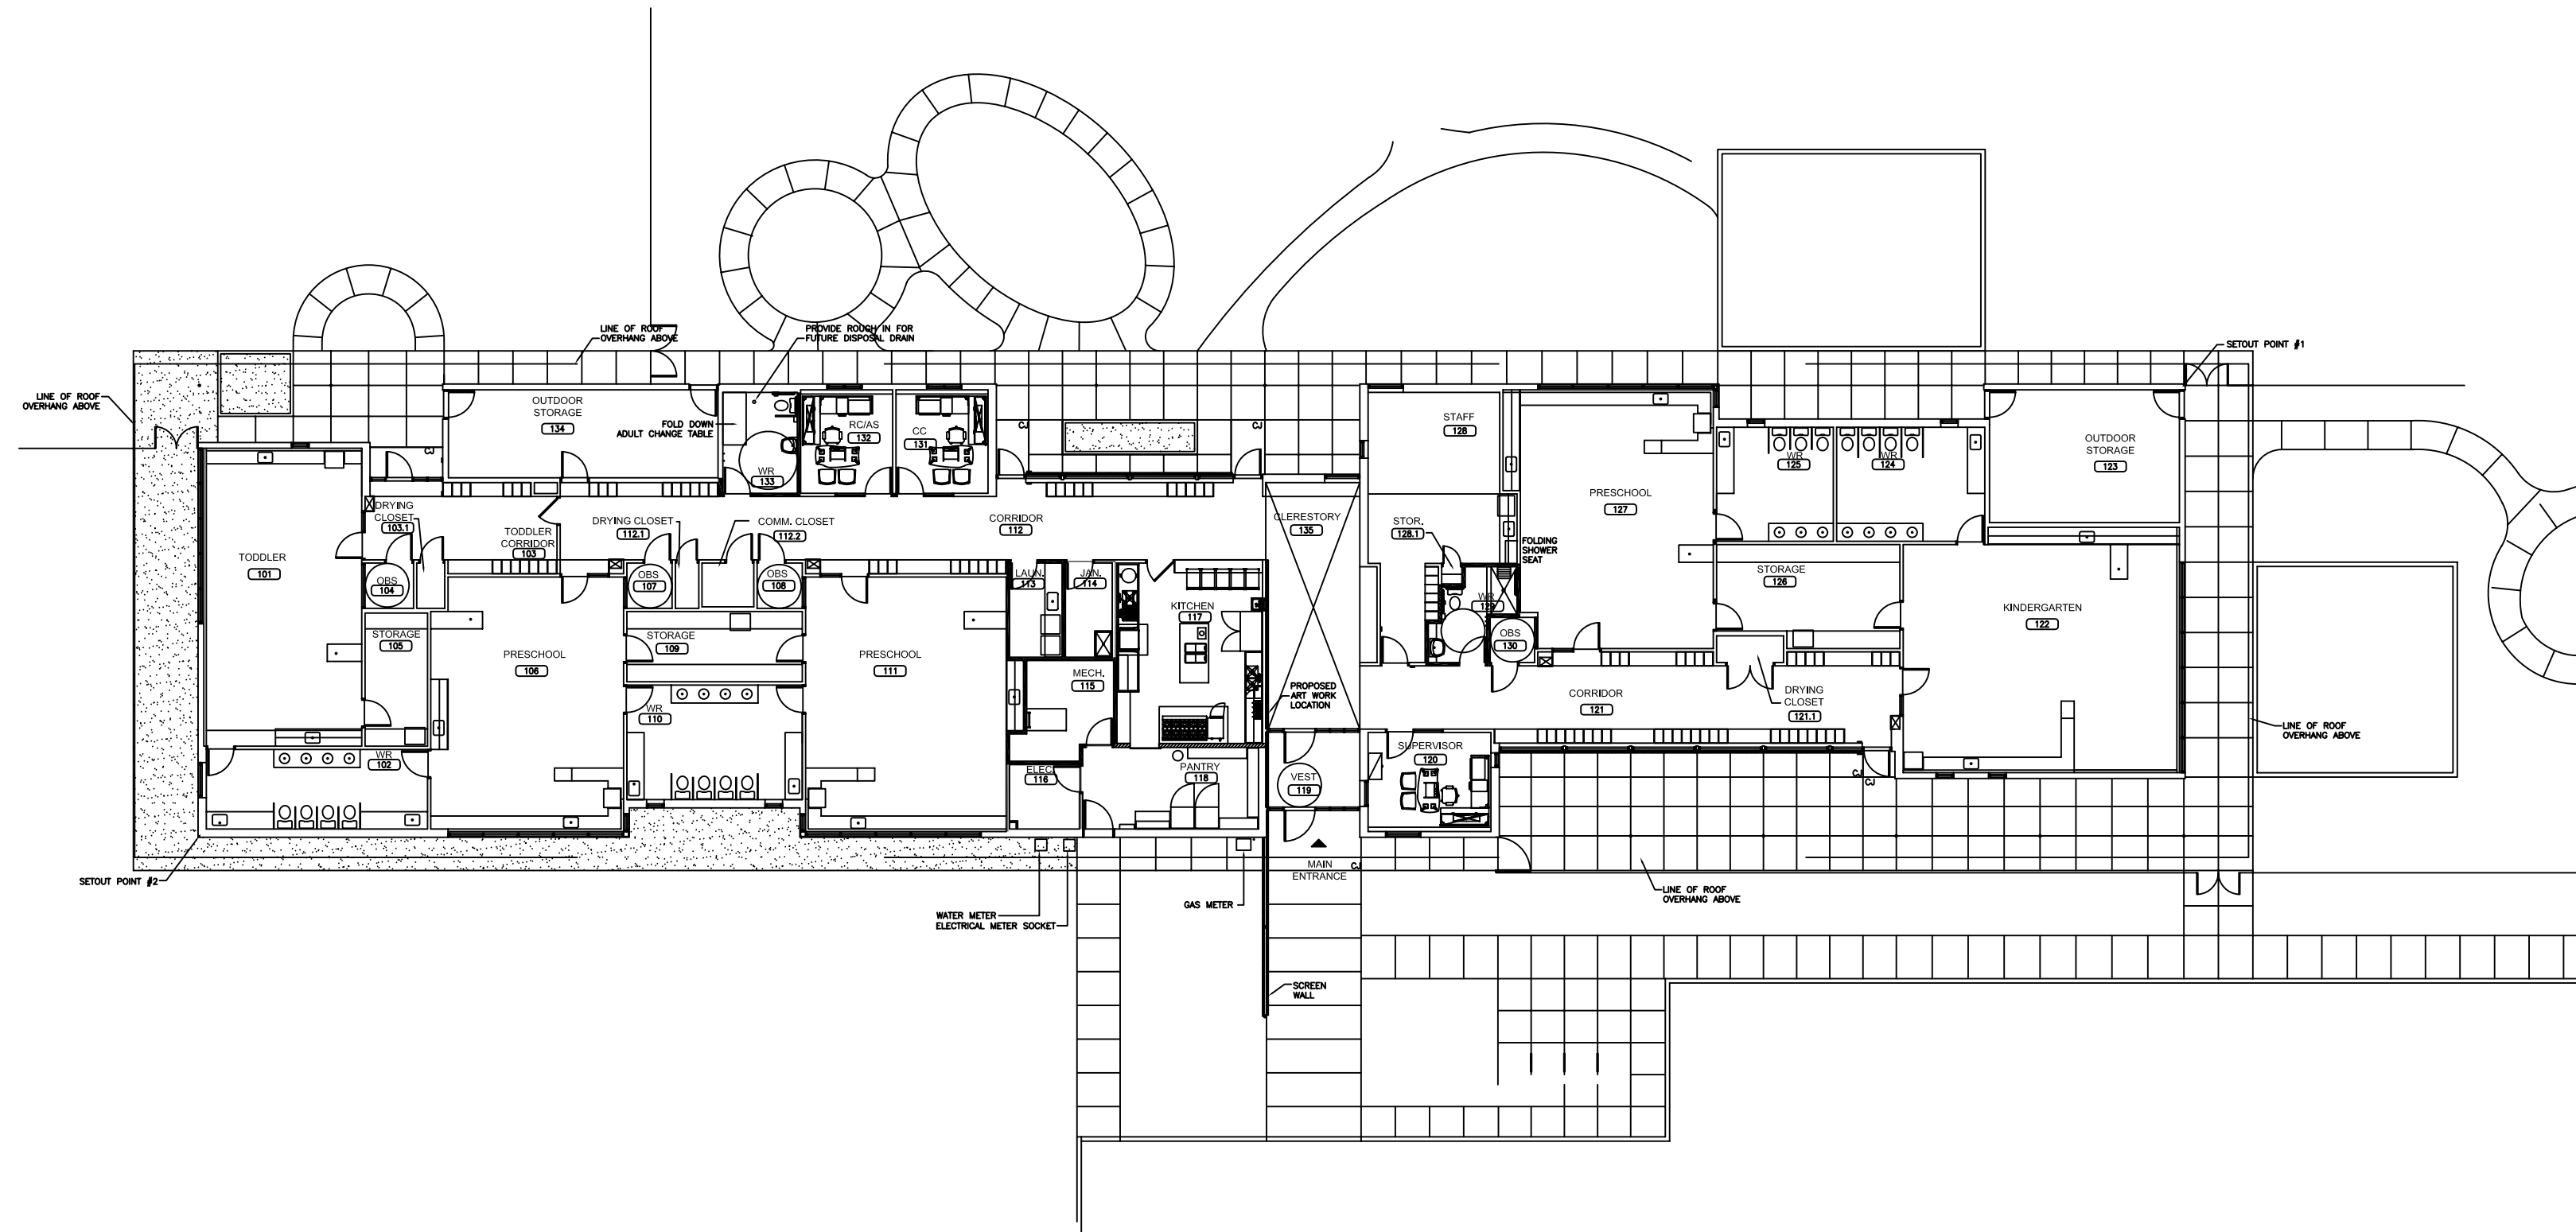 LINE OF ROOF
OVERHANG ABOVE
PROVIDE ROUGH IN FOR
FUTURE DISPOSAL DRAIN
SETOUT POINT #1
LINE OF ROOF
OVERHANG ABOVE
OUTDOOR
STORAGE
134
FOLD DOWN
ADULT CHANGE TABLE
WR
133
RC/AS
132
CC
131
CJ
CJ
CJ
STAFF
128
WR
125
WR
124
OUTDOOR
STORAGE
123
PRESCHOOL
127
DRYING
CLOSET
103.1
TODDLER
CORRIDOR
103
DRYING CLOSET
112.1
COMM. CLOSET
112.2
CORRIDOR
112
CLERESTORY
135
STOR.
128.1
FOLDING
SHOWER
SEAT
TODDLER
101
OBS
104
OBS
107
OBS
108
LAUN.
113
JAN.
114
KITCHEN
117
WR
129
OBS
130
STORAGE
126
KINDERGARTEN
122
STORAGE
105
PRESCHOOL
106
STORAGE
109
PRESCHOOL
111
MECH.
115
PROPOSED
ART WORK
LOCATION
CORRIDOR
121
DRYING
CLOSET
121.1
WR
110
LINE OF ROOF
OVERHANG ABOVE
WR
102
ELEC.
116
PANTRY
118
VEST
119
SUPERVISOR
120
CJ
CJ
MAIN
ENTRANCE
CJ
SETOUT POINT #2
LINE OF ROOF
OVERHANG ABOVE
WATER METER
ELECTRICAL METER SOCKET
GAS METER
SCREEN
WALL